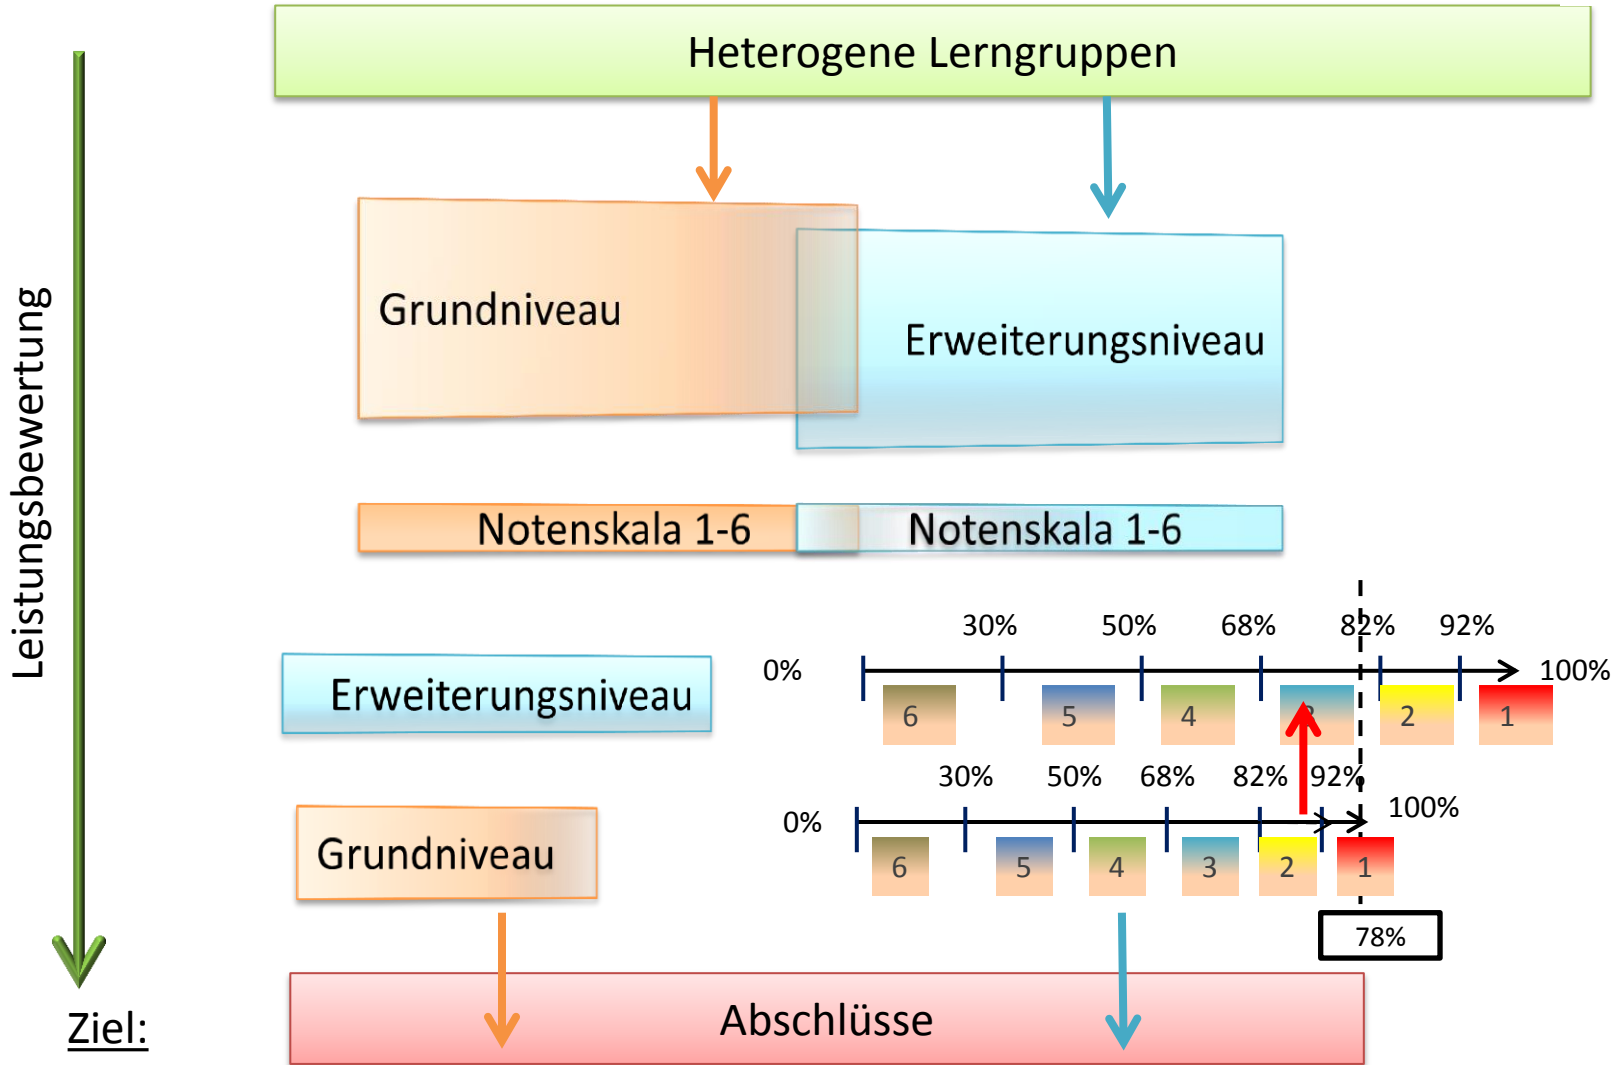 Heterogene Lerngruppen
Leistungsbewertung
Grundniveau
Erweiterungsniveau
Notenskala 1-6
Notenskala 1-6
30% 50% 68% 82% 92%
0% 100%
Erweiterungsniveau
6 5 4 3 2 1
30% 50% 68% 82% 92%
0% 100%
Grundniveau
6 5 4 3 2 1
78%
Ziel:
Abschlüsse